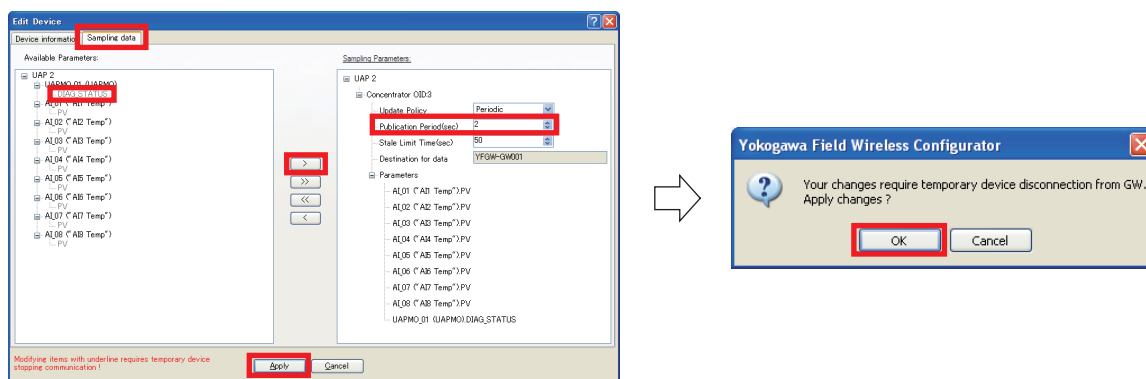 Edit Device
Device information
Sampling data
Available Parameters:
UAP 2
UAPMO_01 (UAPMO)
DIAG_STATUS
AI_01 ("AI1 Temp")
PV
AI_02 ("AI2 Temp")
PV
AI_03 ("AI3 Temp")
PV
AI_04 ("AI4 Temp")
PV
AI_05 ("AI5 Temp")
PV
AI_06 ("AI6 Temp")
PV
AI_07 ("AI7 Temp")
PV
AI_08 ("AI8 Temp")
PV
>
>>
<<
<
Sampling Parameters:
UAP 2
Concentrator OID:3
Update Policy Periodic
Publication Period(sec) 2
Stale Limit Time(sec) 50
Destination for data YFGW-GW001
Parameters
AI_01 ("AI1 Temp").PV
AI_02 ("AI2 Temp").PV
AI_03 ("AI3 Temp").PV
AI_04 ("AI4 Temp").PV
AI_05 ("AI5 Temp").PV
AI_06 ("AI6 Temp").PV
AI_07 ("AI7 Temp").PV
AI_08 ("AI8 Temp").PV
UAPMO_01 (UAPMO).DIAG_STATUS
Modifying items with underline requires temporary device
stopping communication !
Apply
Cancel
Yokogawa Field Wireless Configurator
Your changes require temporary device disconnection from GW.
Apply changes ?
OK
Cancel